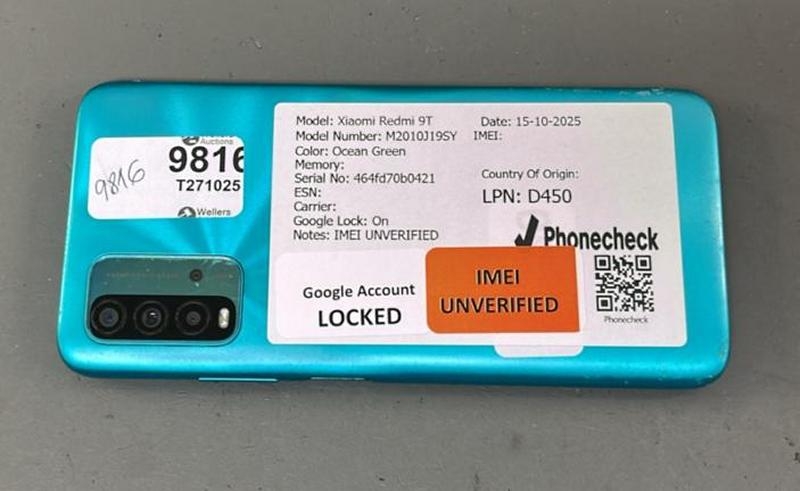 Auctions
9816
9816
T271025
Wellers
Model: Xiaomi Redmi 9T
Model Number: M2010J19SY
Color: Ocean Green
Memory:
Serial No: 464fd70b0421
ESN:
Carrier:
Google Lock: On
Notes: IMEI UNVERIFIED
Date: 15-10-2025
IMEI:
Country Of Origin:
LPN: D450
Phonecheck
Google Account
LOCKED
IMEI
UNVERIFIED
Phonecheck